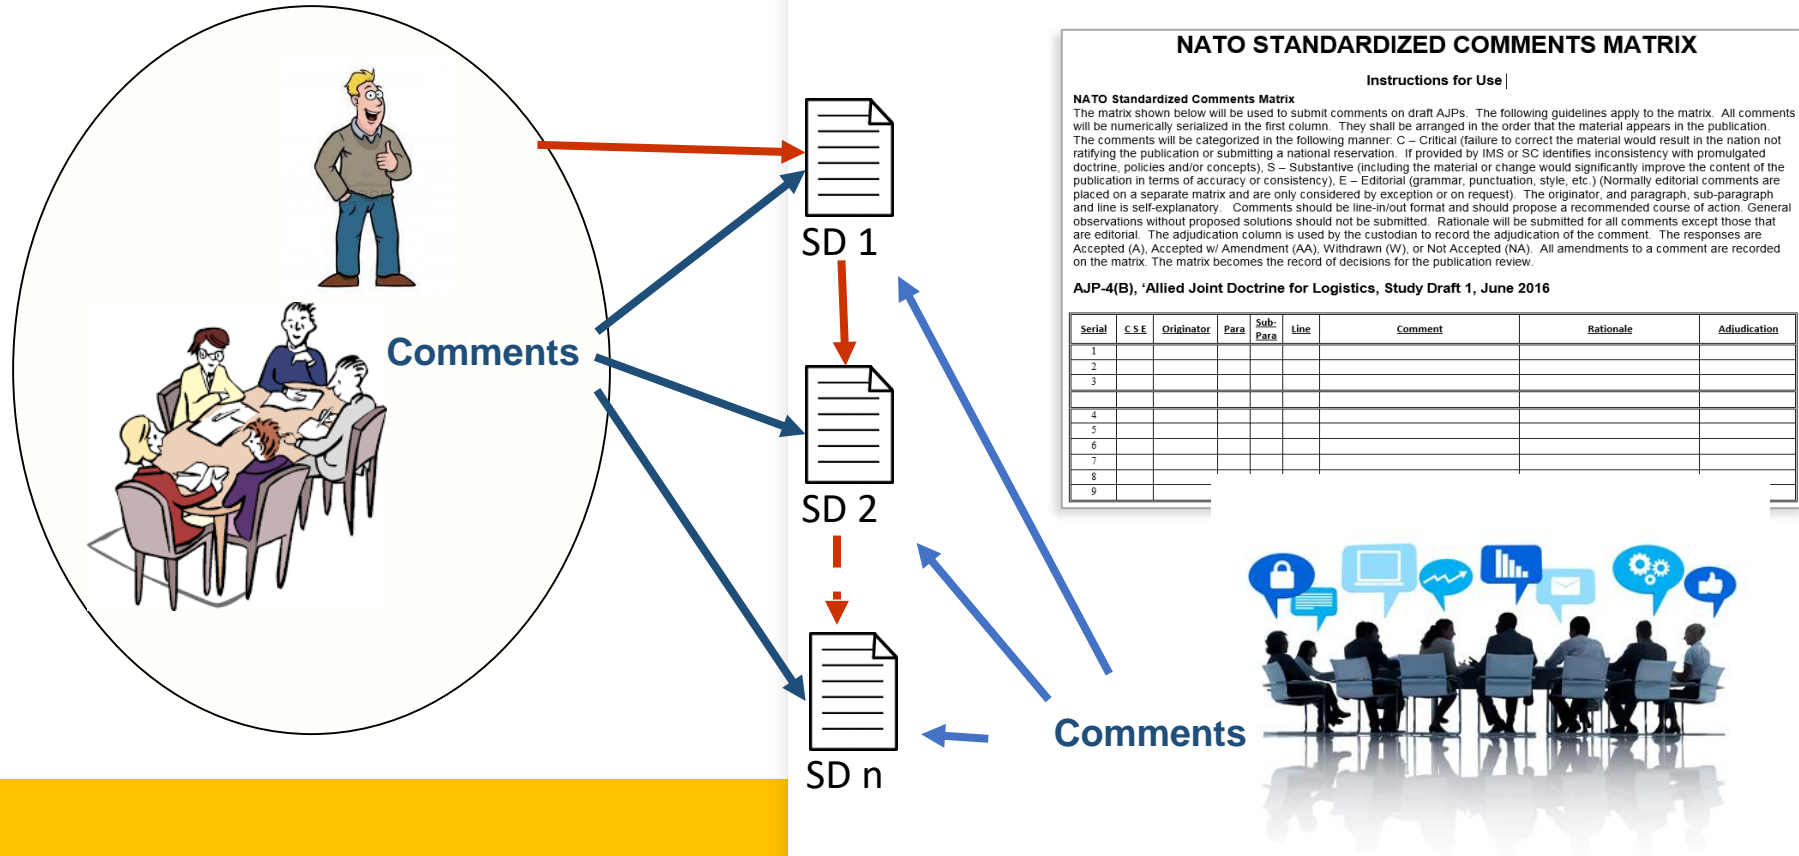 Comments
SD 1
SD 2
SD n
Comments
NATO STANDARDIZED COMMENTS MATRIX
Instructions for Use
NATO Standardized Comments Matrix
The matrix shown below will be used to submit comments on draft AJPs. The following guidelines apply to the matrix. All comments
will be numerically serialized in the first column. They shall be arranged in the order that the material appears in the publication.
The comments will be categorized in the following manner: C – Critical (failure to correct the material would result in the nation not
ratifying the publication or submitting a national reservation. If provided by IMS or SC identifies inconsistency with promulgated
doctrine, policies and/or concepts), S – Substantive (including the material or change would significantly improve the content of the
publication in terms of accuracy or consistency), E – Editorial (grammar, punctuation, style, etc.) (Normally editorial comments are
placed on a separate matrix and are only considered by exception or on request). The originator, and paragraph, sub-paragraph
and line is self-explanatory. Comments should be line-in/out format and should propose a recommended course of action. General
observations without proposed solutions should not be submitted. Rationale will be submitted for all comments except those that
are editorial. The adjudication column is used by the custodian to record the adjudication of the comment. The responses are
Accepted (A), Accepted w/ Amendment (AA), Withdrawn (W), or Not Accepted (NA). All amendments to a comment are recorded
on the matrix. The matrix becomes the record of decisions for the publication review.
AJP-4(B), ‘Allied Joint Doctrine for Logistics, Study Draft 1, June 2016
Serial C S E Originator Para Sub-Para Line Comment Rationale Adjudication
1
2
3
4
5
6
7
8
9